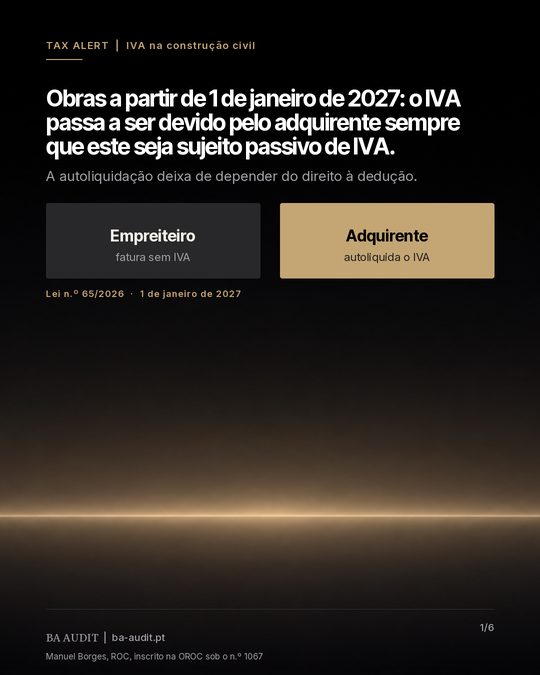 TAX ALERT | IVA na construção civil
Obras a partir de 1 de janeiro de 2027: o IVA
passa a ser devido pelo adquirente sempre
que este seja sujeito passivo de IVA.
A autoliquidação deixa de depender do direito à dedução.
Empreiteiro
fatura sem IVA
Adquirente
autoliquida o IVA
Lei n.º 65/2026 · 1 de janeiro de 2027
1/6
BA AUDIT | ba-audit.pt
Manuel Borges, ROC, inscrito na OROC sob o n.º 1067